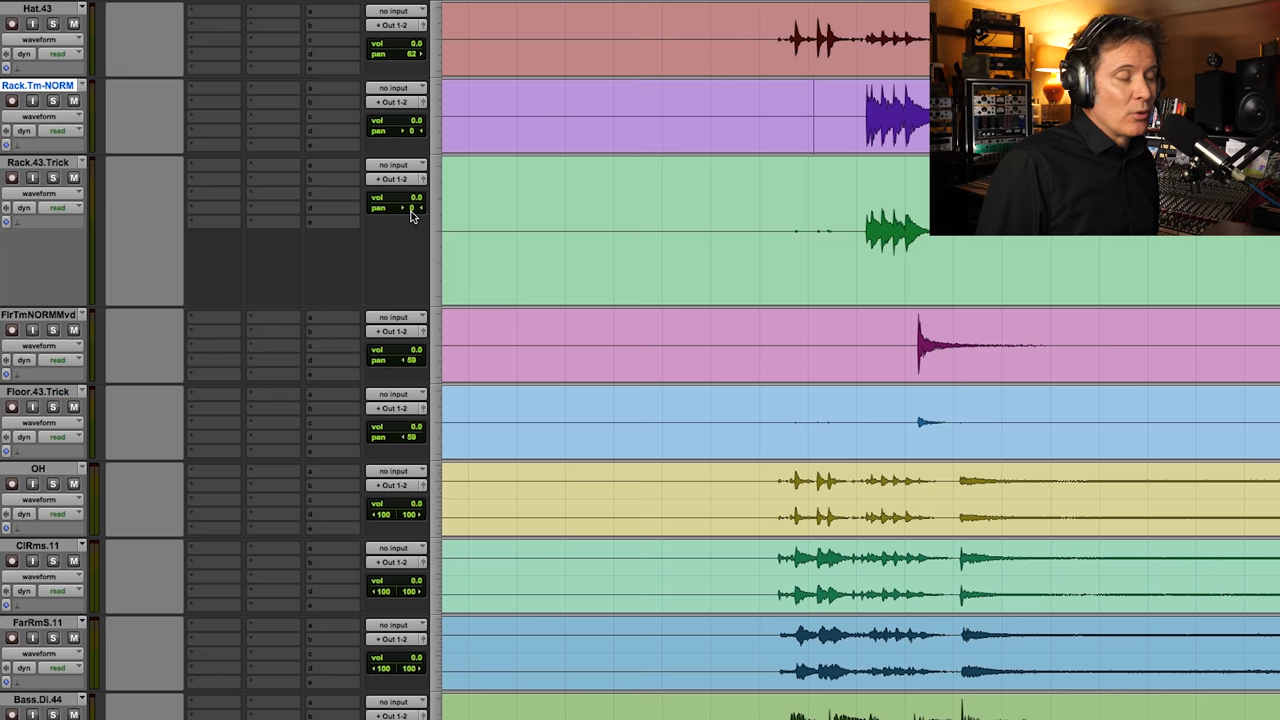 Hat.43
no input
I S M
+ Out 1-2
waveform
vol 0.0
dyn read
pan 62
a
b
c
d
e
Rack.Tm-NORM
no input
I S M
+ Out 1-2
waveform
vol 0.0
dyn read
pan 0
a
b
c
d
e
Rack.43.Trick
no input
I S M
+ Out 1-2
waveform
vol 0.0
dyn read
pan 0
a
b
c
d
e
FlrTmNORMMvd
no input
I S M
+ Out 1-2
waveform
vol 0.0
dyn read
pan 59
a
b
c
d
e
Floor.43.Trick
no input
I S M
+ Out 1-2
waveform
vol 0.0
dyn read
pan 59
a
b
c
d
e
OH
no input
I S M
+ Out 1-2
waveform
vol 0.0
dyn read
100 100
a
b
c
d
e
ClRms.11
no input
I S M
+ Out 1-2
waveform
vol 0.0
dyn read
100 100
a
b
c
d
e
FarRmS.11
no input
I S M
+ Out 1-2
waveform
vol 0.0
dyn read
100 100
a
b
c
d
e
Bass.Di.44
no input
+ Out 1-2
a
b